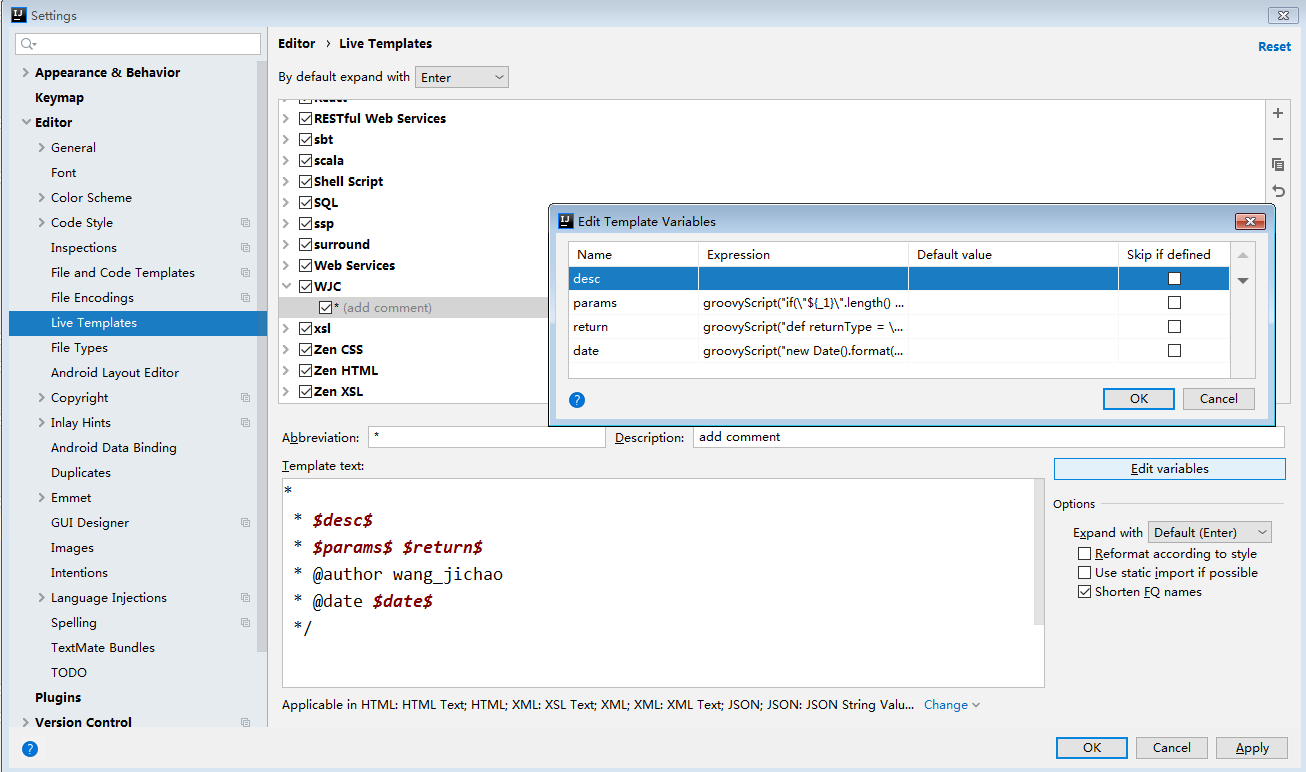 Settings
Appearance & Behavior
Keymap
Editor
General
Font
Color Scheme
Code Style
Inspections
File and Code Templates
File Encodings
Live Templates
File Types
Android Layout Editor
Copyright
Inlay Hints
Android Data Binding
Duplicates
Emmet
GUI Designer
Images
Intentions
Language Injections
Spelling
TextMate Bundles
TODO
Plugins
Version Control
Editor › Live Templates
Reset
By default expand with Enter
React
RESTful Web Services
sbt
scala
Shell Script
SQL
ssp
surround
Web Services
WJC
* (add comment)
xsl
Zen CSS
Zen HTML
Zen XSL
Edit Template Variables
Name Expression Default value Skip if defined
desc
params groovyScript("if(\"${_1}\".length() ...
return groovyScript("def returnType = \...
date groovyScript("new Date().format(...
? OK Cancel
Abbreviation: * Description: add comment
Template text:
*
* $desc$
* $params$ $return$
* @author wang_jichao
* @date $date$
*/
Edit variables
Options
Expand with Default (Enter)
Reformat according to style
Use static import if possible
Shorten FQ names
Applicable in HTML: HTML Text; HTML; XML: XSL Text; XML; XML: XML Text; JSON; JSON: JSON String Valu... Change
? OK Cancel Apply